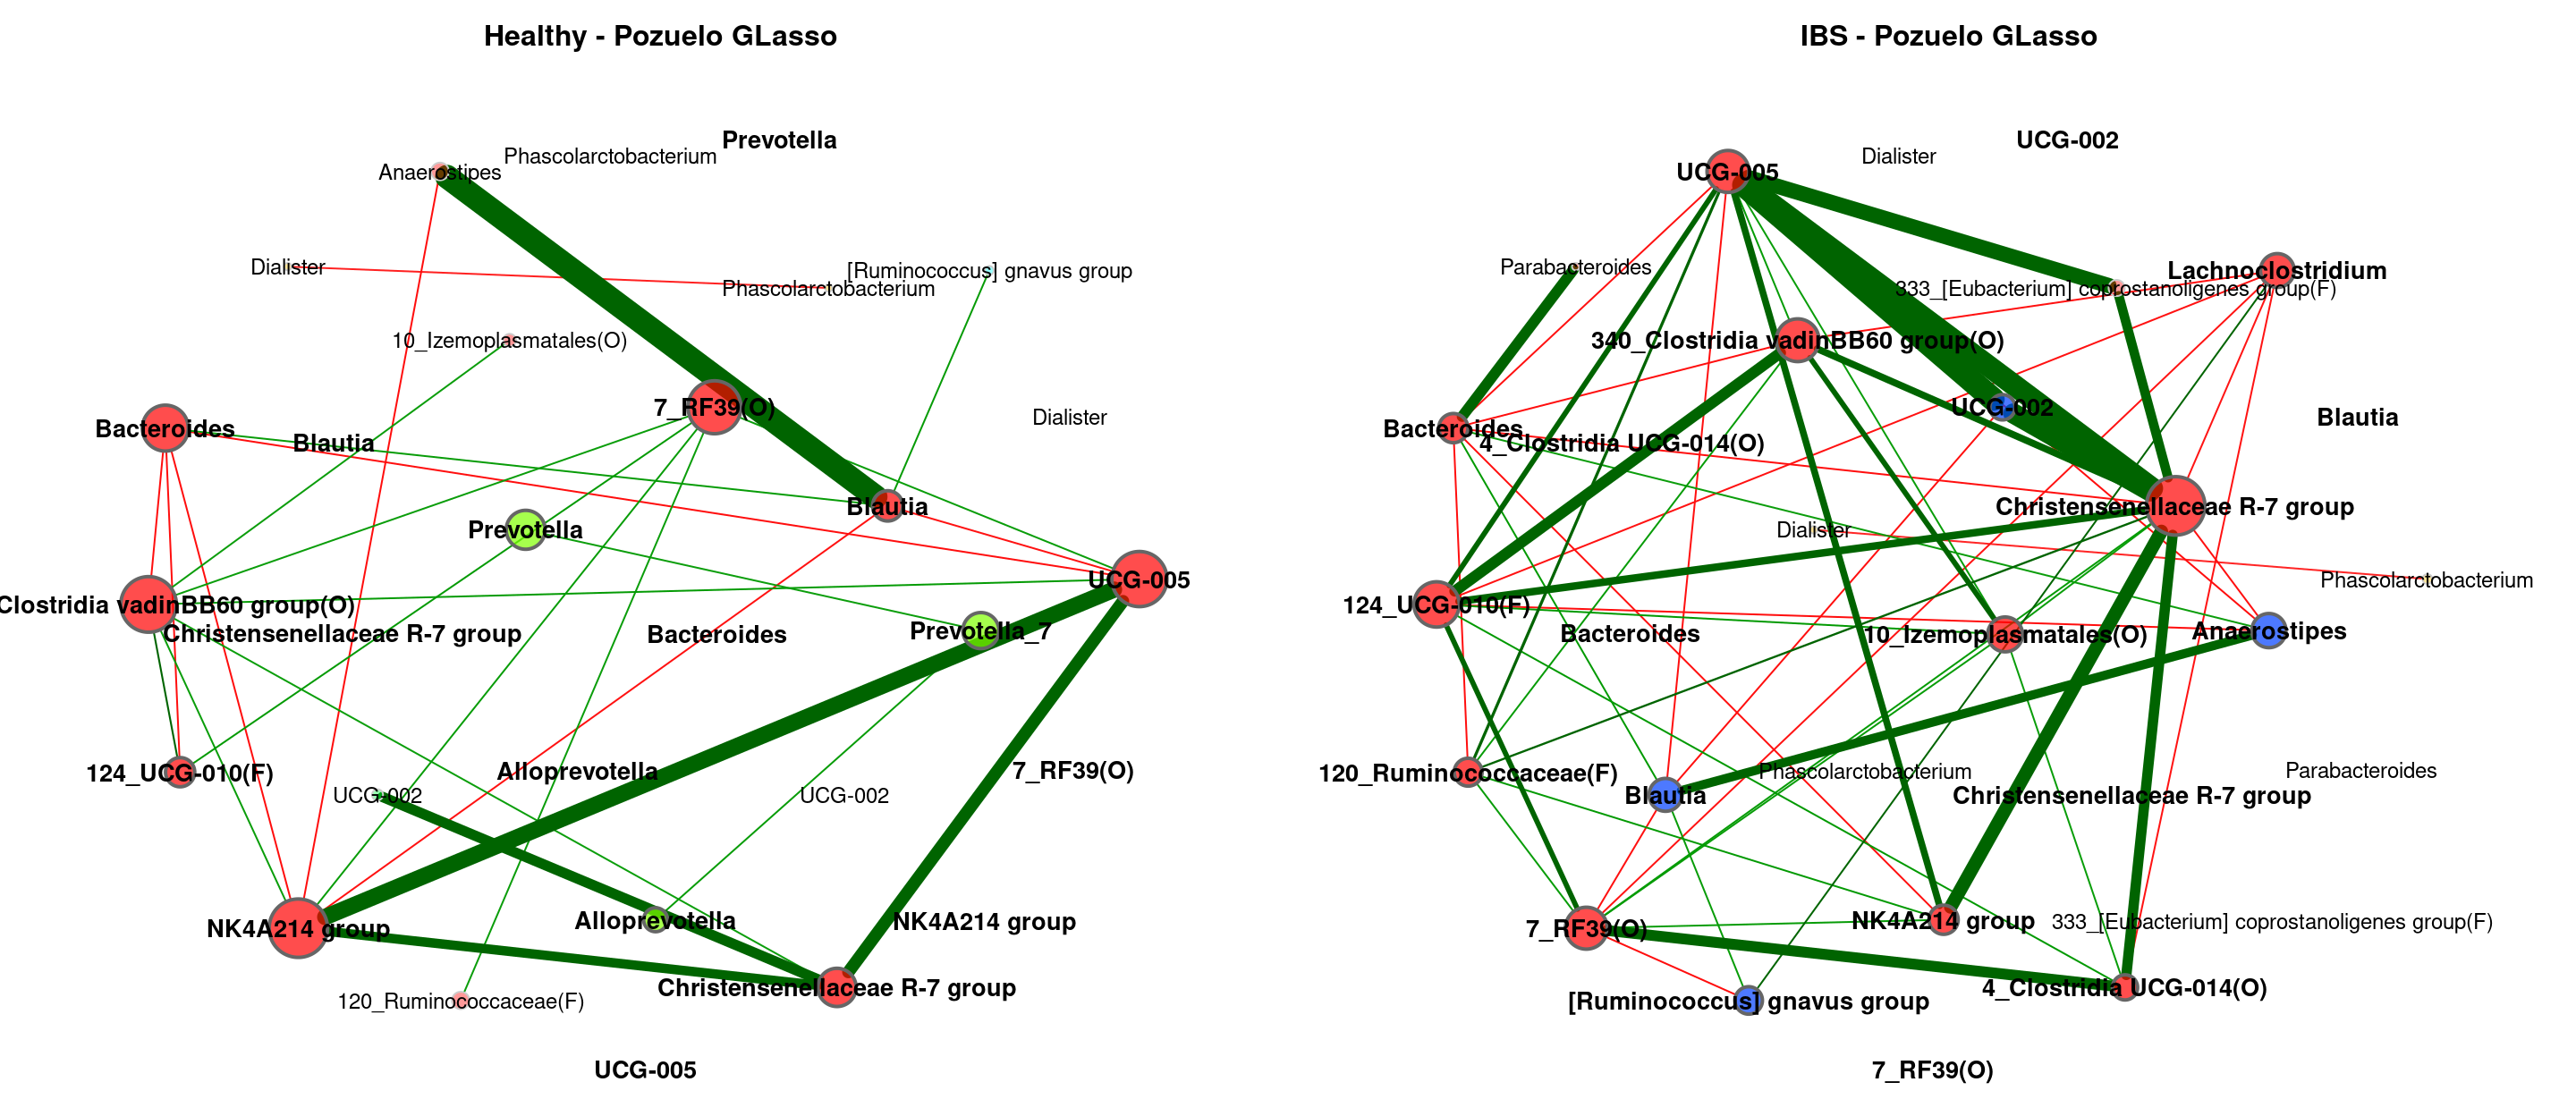 Healthy - Pozuelo GLasso
Prevotella
Phascolarctobacterium
Anaerostipes
Dialister
[Ruminococcus] gnavus group
Phascolarctobacterium
10_Izemoplasmatales(O)
7_RF39(O)
Dialister
Bacteroides
Blautia
Blautia
Prevotella
UCG-005
Clostridia vadinBB60 group(O)
Christensenellaceae R-7 group
Bacteroides
Prevotella_7
124_UCG-010(F)
Alloprevotella
7_RF39(O)
UCG-002
UCG-002
NK4A214 group
Alloprevotella
NK4A214 group
Christensenellaceae R-7 group
120_Ruminococcaceae(F)
UCG-005
IBS - Pozuelo GLasso
UCG-002
Dialister
UCG-005
Parabacteroides
Lachnoclostridium
333_[Eubacterium] coprostanoligenes group(F)
340_Clostridia vadinBB60 group(O)
UCG-002
Blautia
Bacteroides
4_Clostridia UCG-014(O)
Christensenellaceae R-7 group
Dialister
Phascolarctobacterium
124_UCG-010(F)
Bacteroides
10_Izemoplasmatales(O)
Anaerostipes
120_Ruminococcaceae(F)
Phascolarctobacterium
Parabacteroides
Blautia
Christensenellaceae R-7 group
7_RF39(O)
NK4A214 group
333_[Eubacterium] coprostanoligenes group(F)
[Ruminococcus] gnavus group
4_Clostridia UCG-014(O)
7_RF39(O)